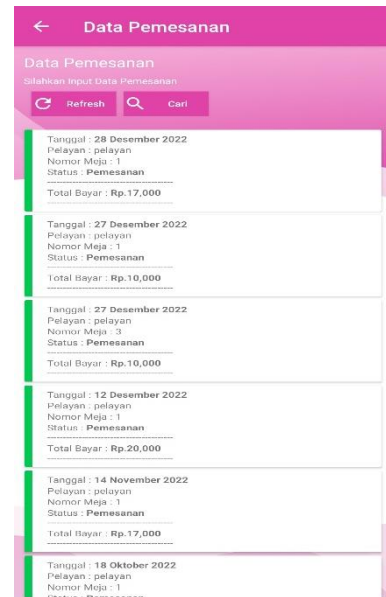 Data Pemesanan
Data Pemesanan
Silahkan Input Data Pemesanan
Refresh Cari
Tanggal : 28 Desember 2022
Pelayan : pelayan
Nomor Meja : 1
Status : Pemesanan
Total Bayar : Rp.17,000
Tanggal : 27 Desember 2022
Pelayan : pelayan
Nomor Meja : 1
Status : Pemesanan
Total Bayar : Rp.10,000
Tanggal : 27 Desember 2022
Pelayan : pelayan
Nomor Meja : 3
Status : Pemesanan
Total Bayar : Rp.10,000
Tanggal : 12 Desember 2022
Pelayan : pelayan
Nomor Meja : 1
Status : Pemesanan
Total Bayar : Rp.20,000
Tanggal : 14 November 2022
Pelayan : pelayan
Nomor Meja : 1
Status : Pemesanan
Total Bayar : Rp.17,000
Tanggal : 18 Oktober 2022
Pelayan : pelayan
Nomor Meja : 1
Status : Pemesanan